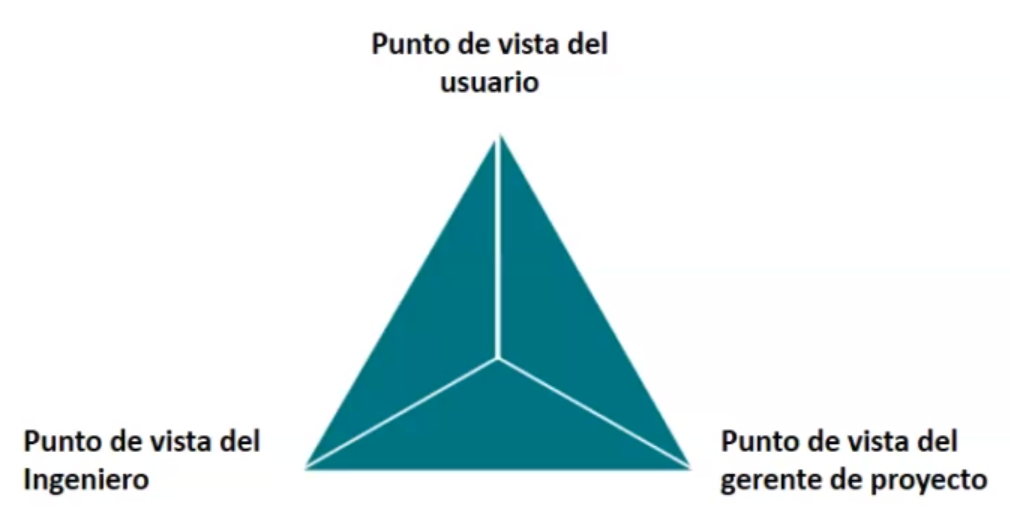 Punto de vista del
usuario
Punto de vista del
Ingeniero
Punto de vista del
gerente de proyecto